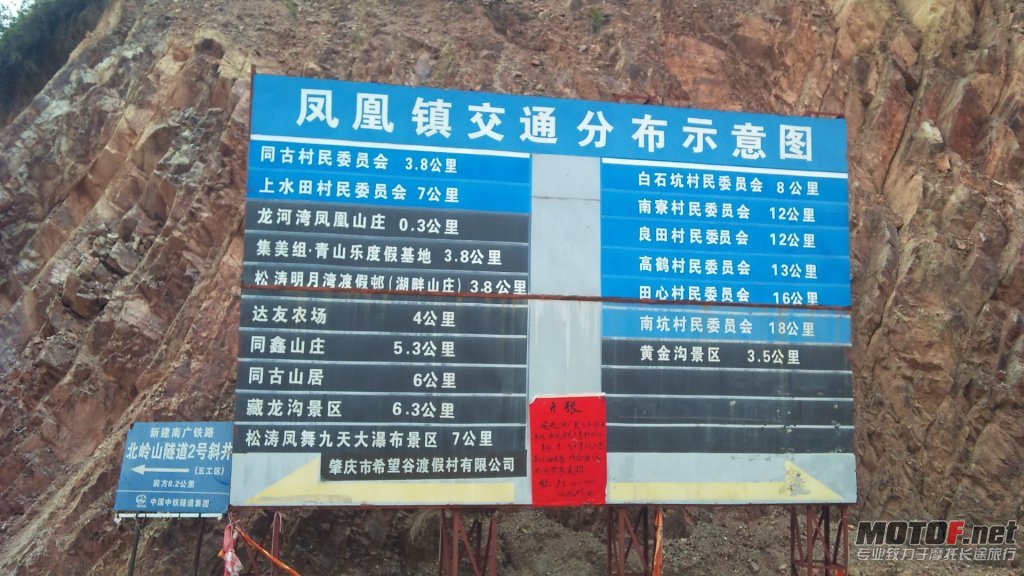 凤凰镇交通分布示意图
同古村民委员会 3.8公里
上水田村民委员会 7公里
龙河湾凤凰山庄 0.3公里
集美组·青山乐度假基地 3.8公里
松涛明月湾渡假邨(湖畔山庄) 3.8公里
达友农场 4公里
同鑫山庄 5.3公里
同古山居 6公里
藏龙沟景区 6.3公里
松涛凤舞九天大瀑布景区 7公里
白石坑村民委员会 8公里
南寮村民委员会 12公里
良田村民委员会 12公里
高鹤村民委员会 13公里
田心村民委员会 16公里
南坑村民委员会 18公里
黄金沟景区 3.5公里
肇庆市希望谷渡假村有限公司
新建南广铁路
北岭山隧道2号斜井
(五工区)
前方8.2公里
中国中铁隧道集团
MOTOF.net
专业致力于摩托长途旅行